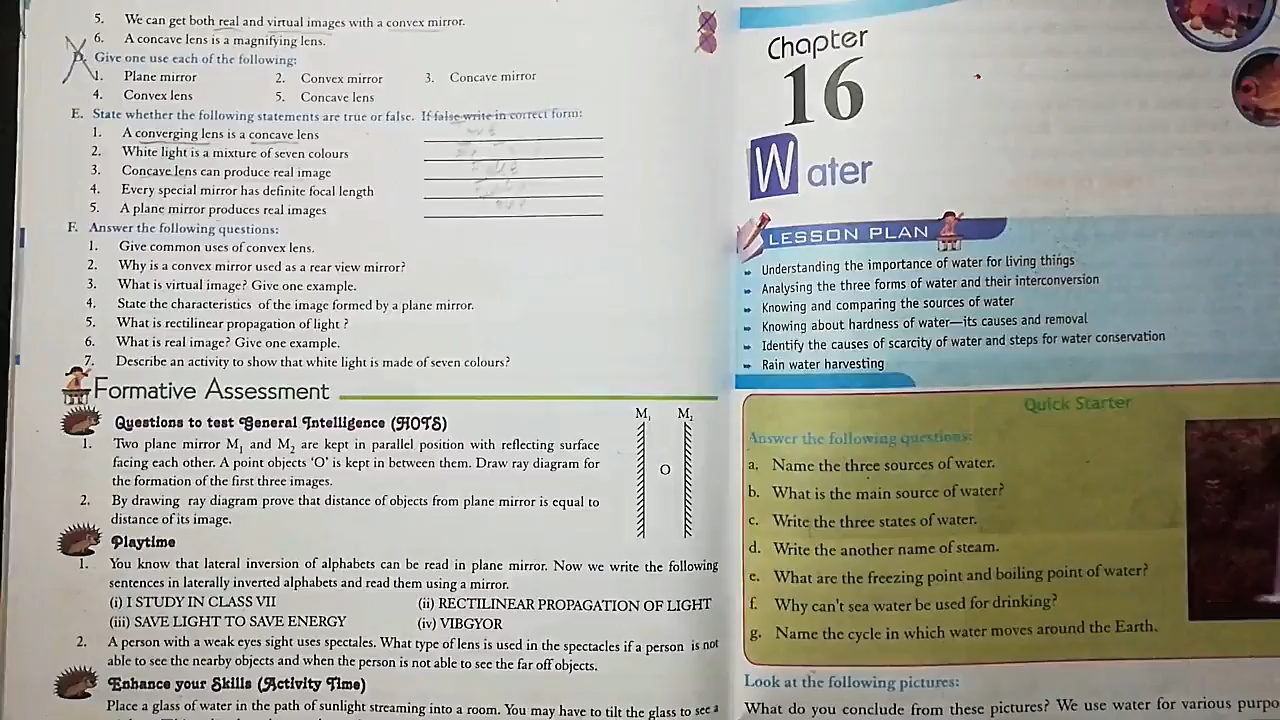 5. We can get both real and virtual images with a convex mirror.
6. A concave lens is a magnifying lens.
D. Give one use each of the following:
1. Plane mirror 2. Convex mirror 3. Concave mirror
4. Convex lens 5. Concave lens
E. State whether the following statements are true or false. If false write in correct form:
1. A converging lens is a concave lens
2. White light is a mixture of seven colours
3. Concave lens can produce real image
4. Every special mirror has definite focal length
5. A plane mirror produces real images
F. Answer the following questions:
1. Give common uses of convex lens.
2. Why is a convex mirror used as a rear view mirror?
3. What is virtual image? Give one example.
4. State the characteristics of the image formed by a plane mirror.
5. What is rectilinear propagation of light ?
6. What is real image? Give one example.
7. Describe an activity to show that white light is made of seven colours?
Formative Assessment
Questions to test General Intelligence (HOTS)
1. Two plane mirror M1 and M2 are kept in parallel position with reflecting surface
facing each other. A point objects ‘O’ is kept in between them. Draw ray diagram for
the formation of the first three images.
2. By drawing ray diagram prove that distance of objects from plane mirror is equal to
distance of its image.
M1 M2
O
Playtime
1. You know that lateral inversion of alphabets can be read in plane mirror. Now we write the following
sentences in laterally inverted alphabets and read them using a mirror.
(i) I STUDY IN CLASS VII (ii) RECTILINEAR PROPAGATION OF LIGHT
(iii) SAVE LIGHT TO SAVE ENERGY (iv) VIBGYOR
2. A person with a weak eyes sight uses spectales. What type of lens is used in the spectacles if a person is not
able to see the nearby objects and when the person is not able to see the far off objects.
Enhance your Skills (Activity Time)
Place a glass of water in the path of sunlight streaming into a room. You may have to tilt the glass to see a
Chapter
16
Water
LESSON PLAN
Understanding the importance of water for living things
Analysing the three forms of water and their interconversion
Knowing and comparing the sources of water
Knowing about hardness of water—its causes and removal
Identify the causes of scarcity of water and steps for water conservation
Rain water harvesting
Quick Starter
Answer the following questions:
a. Name the three sources of water.
b. What is the main source of water?
c. Write the three states of water.
d. Write the another name of steam.
e. What are the freezing point and boiling point of water?
f. Why can't sea water be used for drinking?
g. Name the cycle in which water moves around the Earth.
Look at the following pictures:
What do you conclude from these pictures? We use water for various purpo